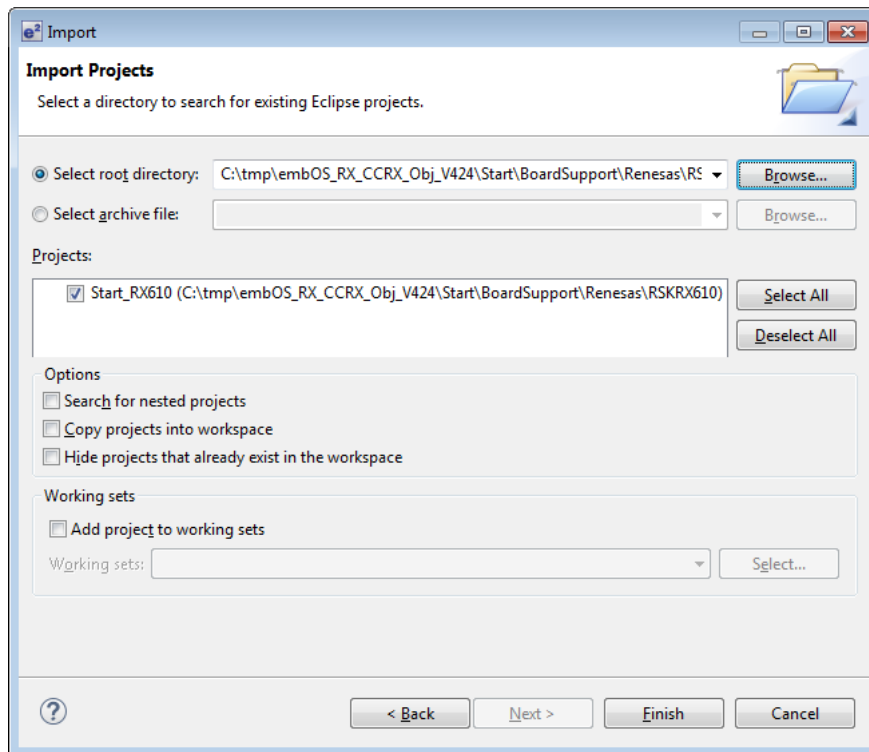 e² Import
Import Projects
Select a directory to search for existing Eclipse projects.
Select root directory: C:\tmp\embOS_RX_CCRX_Obj_V424\Start\BoardSupport\Renesas\RS Browse...
Select archive file: Browse...
Projects:
Start_RX610 (C:\tmp\embOS_RX_CCRX_Obj_V424\Start\BoardSupport\Renesas\RSKRX610)
Select All
Deselect All
Options
Search for nested projects
Copy projects into workspace
Hide projects that already exist in the workspace
Working sets
Add project to working sets
Working sets: Select...
? < Back Next > Finish Cancel